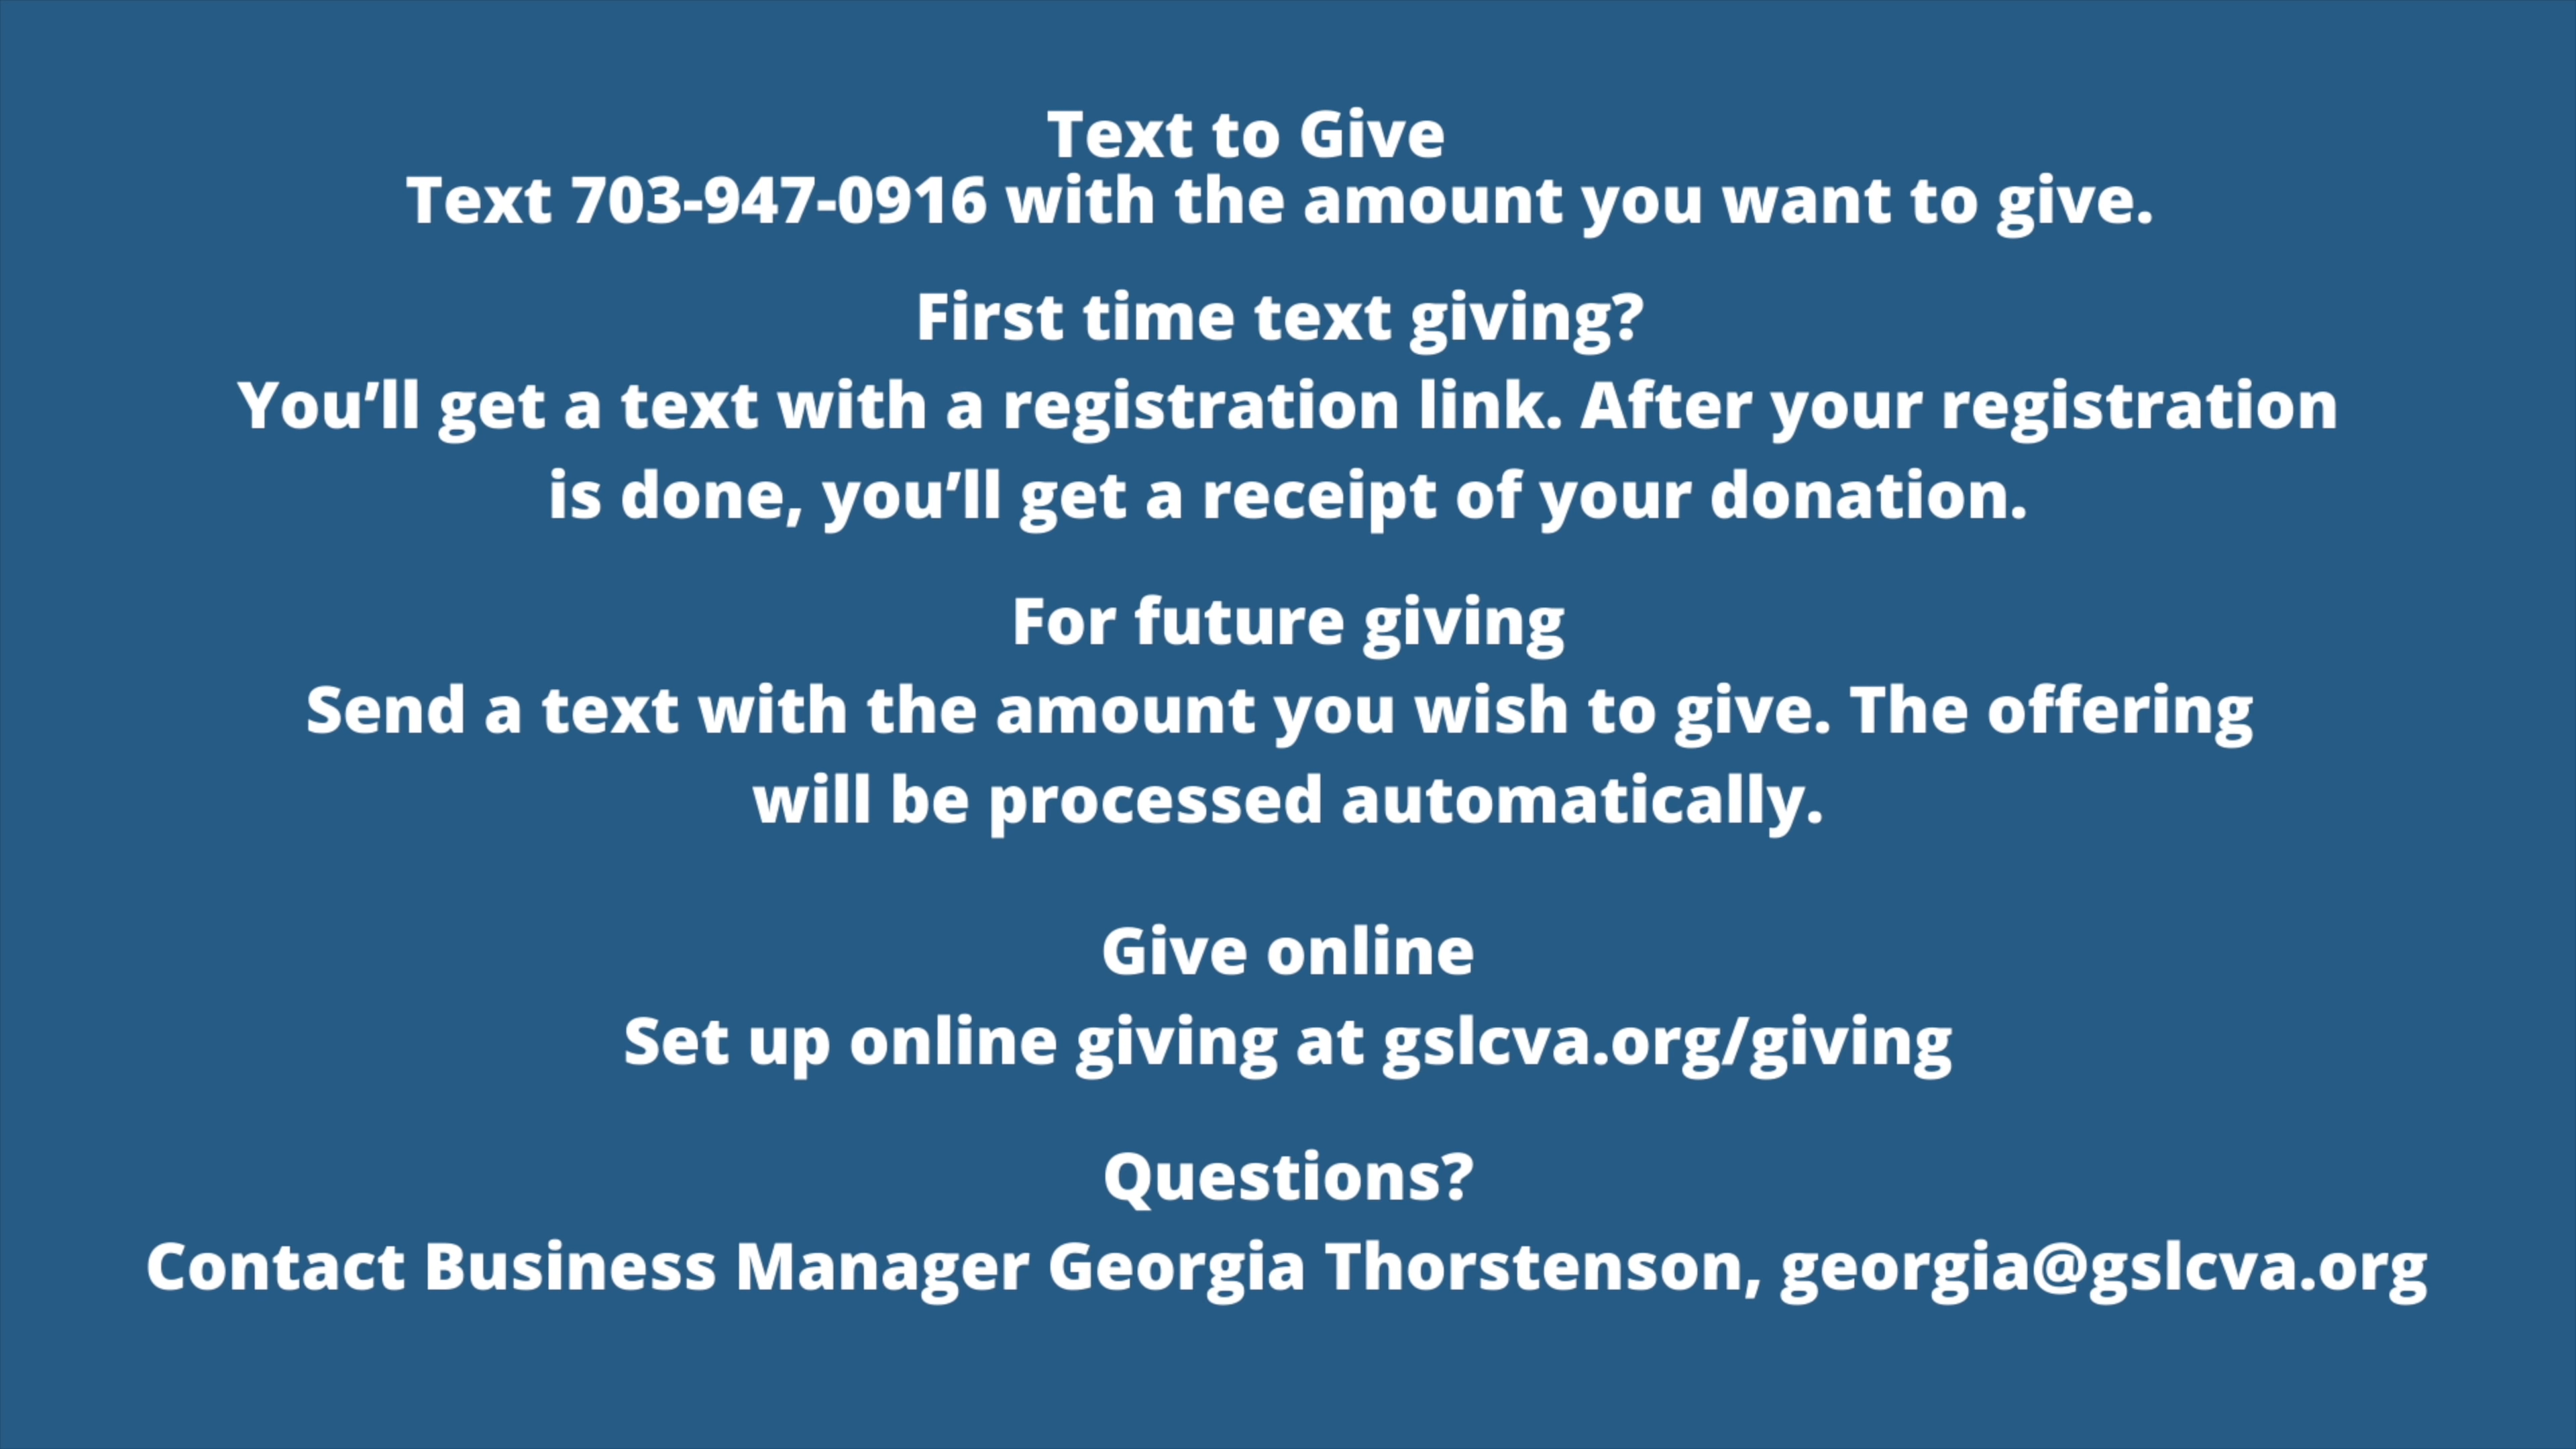 Text to Give
Text 703-947-0916 with the amount you want to give.
First time text giving?
You’ll get a text with a registration link. After your registration
is done, you’ll get a receipt of your donation.
For future giving
Send a text with the amount you wish to give. The offering
will be processed automatically.
Give online
Set up online giving at gslcva.org/giving
Questions?
Contact Business Manager Georgia Thorstenson, georgia@gslcva.org